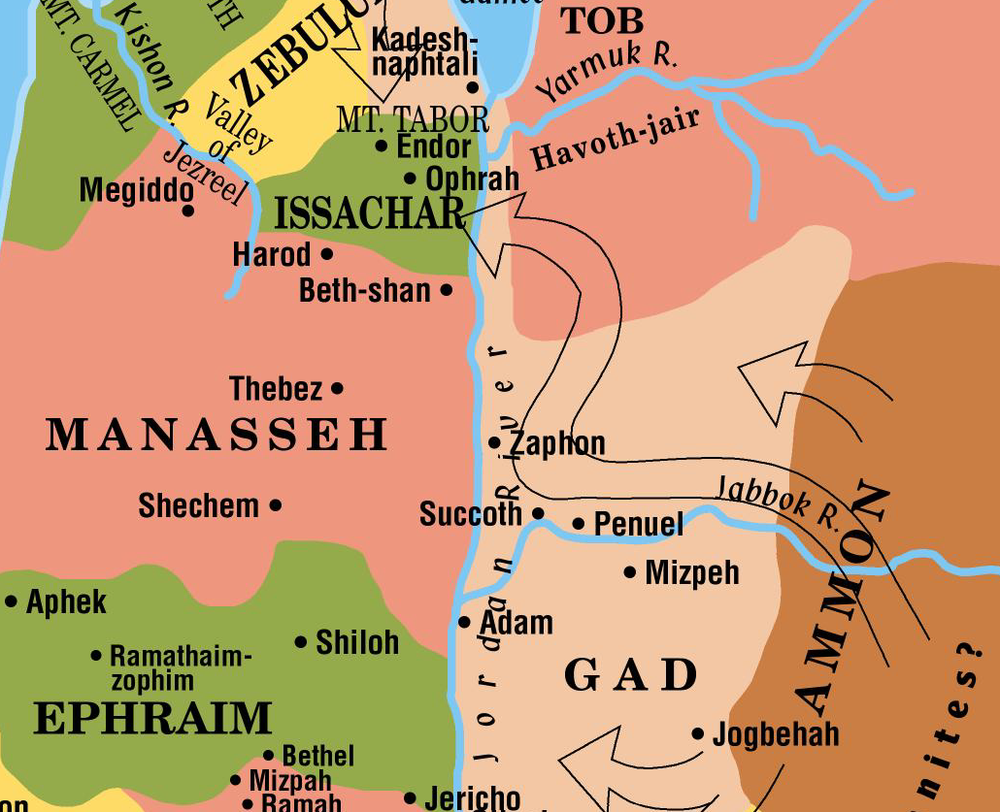 TOB
Kadesh-
naphtali
Yarmuk R.
Kishon R.
MT. CARMEL
Valley
of
Jezreel
MT. TABOR
Havoth-jair
Endor
Ophrah
Megiddo
ISSACHAR
Harod
Beth-shan
Jordan River
Thebez
MANASSEH
Zaphon
Shechem
Succoth
Penuel
Jabbok R.
Mizpeh
AMMON
Aphek
Adam
Shiloh
Ramathaim-
zophim
GAD
EPHRAIM
Jogbehah
Bethel
Mizpah
Ramah
Jericho